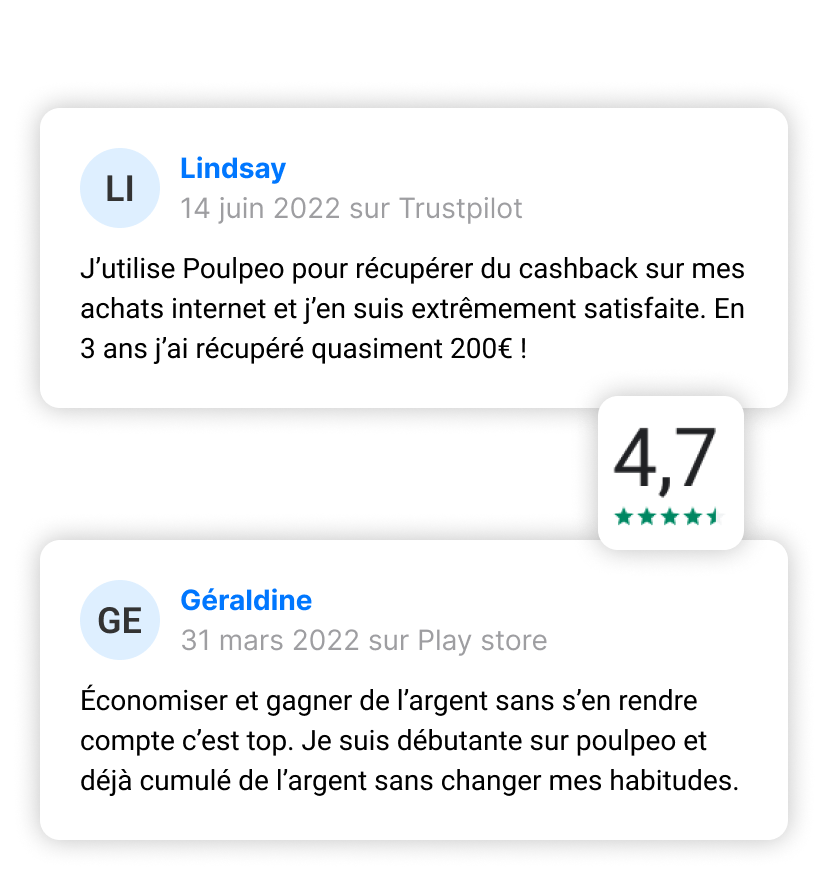 LI
Lindsay
14 juin 2022 sur Trustpilot
J’utilise Poulpeo pour récupérer du cashback sur mes
achats internet et j’en suis extrêmement satisfaite. En
3 ans j’ai récupéré quasiment 200€ !
4,7
GE
Géraldine
31 mars 2022 sur Play store
Économiser et gagner de l’argent sans s’en rendre
compte c’est top. Je suis débutante sur poulpeo et
déjà cumulé de l’argent sans changer mes habitudes.